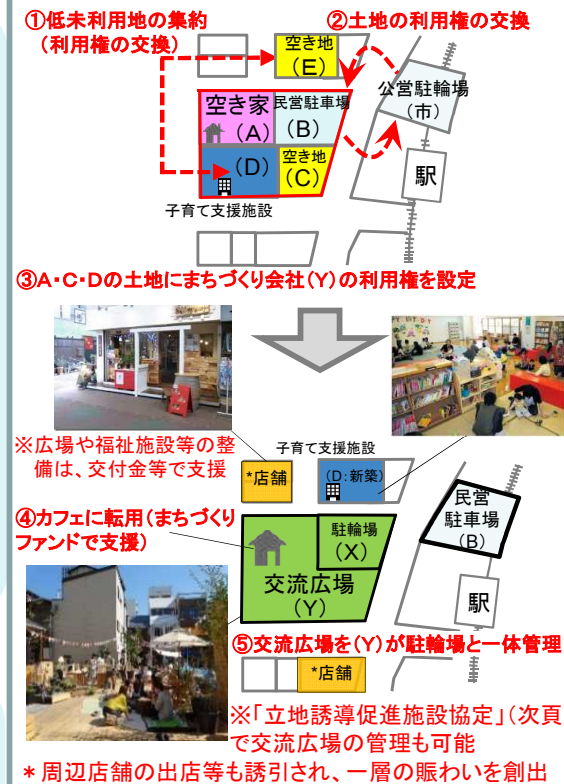 ①低未利用地の集約
(利用権の交換)
②土地の利用権の交換
空き地
(E)
公営駐輪場
(市)
空き家
(A)
民営駐車場
(B)
(D)
空き地
(C)
駅
子育て支援施設
③A・C・Dの土地にまちづくり会社(Y)の利用権を設定
※広場や福祉施設等の整
備は、交付金等で支援
子育て支援施設
*店舗
(D:新築)
④カフェに転用(まちづくり
ファンドで支援)
民営
駐車場
(B)
駐輪場
(X)
交流広場
(Y)
駅
⑤交流広場を(Y)が駐輪場と一体管理
*店舗
※「立地誘導促進施設協定」(次頁
で交流広場の管理も可能
*周辺店舗の出店等も誘引され、一層の賑わいを創出